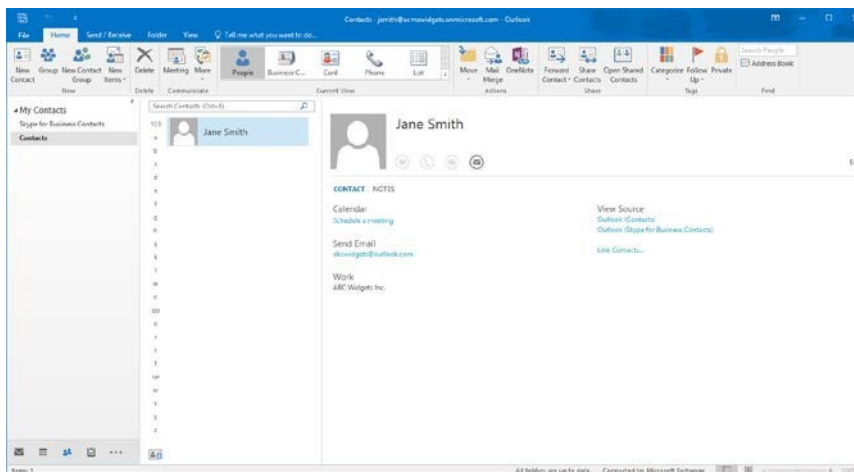 Contacts - jsmith@acmewidgets.onmicrosoft.com - Outlook
File Home Send / Receive Folder View Tell me what you want to do...
New Contact
Group
New Contact Group
New Items
Delete
Meeting
More
People
Business C...
Card
Phone
List
Move
Mail Merge
OneNote
Forward Contact
Share Contacts
Open Shared Contacts
Categorize
Follow Up
Private
Search People
Address Book
New Delete Communicate Current View Actions Share Tags Find
My Contacts
Skype for Business Contacts
Contacts
Search Contacts (Ctrl+E)
123
Jane Smith
Jane Smith
CONTACT NOTES
Calendar
Schedule a meeting
Send Email
abcwidgets@outlook.com
Work
ABC Widgets Inc.
View Source
Outlook (Contacts)
Outlook (Skype for Business Contacts)
Link Contacts...
Items: 1
All folders are up to date. Connected to: Microsoft Exchange